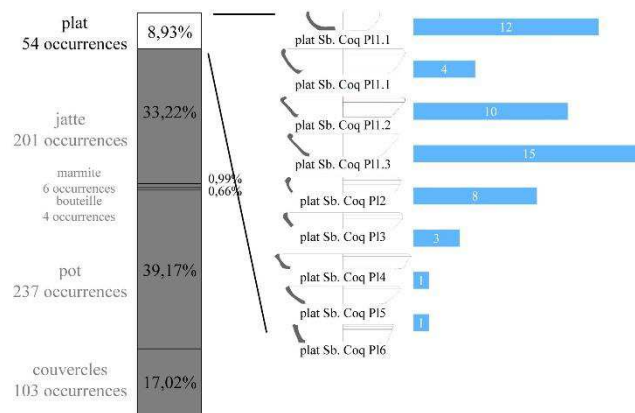 plat
54 occurrences
8,93%
jatte
201 occurrences
33,22%
marmite
6 occurrences
0,99%
bouteille
4 occurrences
0,66%
pot
237 occurrences
39,17%
couvercles
103 occurrences
17,02%
plat Sb. Coq Pl1.1
12
plat Sb. Coq Pl1.1
4
plat Sb. Coq Pl1.2
10
plat Sb. Coq Pl1.3
15
plat Sb. Coq Pl2
8
plat Sb. Coq Pl3
3
plat Sb. Coq Pl4
1
plat Sb. Coq Pl5
1
plat Sb. Coq Pl6